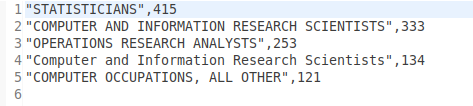 1 "STATISTICIANS",415
2 "COMPUTER AND INFORMATION RESEARCH SCIENTISTS",333
3 "OPERATIONS RESEARCH ANALYSTS",253
4 "Computer and Information Research Scientists",134
5 "COMPUTER OCCUPATIONS, ALL OTHER",121
6